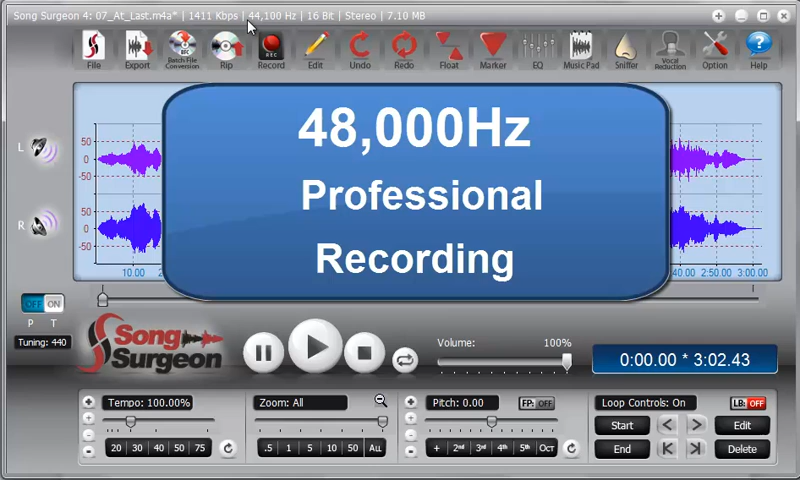 Song Surgeon 4: 07_At_Last.m4a* | 1411 Kbps | 44,100 Hz | 16 Bit | Stereo | 7.10 MB
File Export Batch File Conversion Rip Record Edit Undo Redo Float Marker EQ Music Pad Sniffer Vocal Reduction Option Help
REC
48,000Hz
Professional
Recording
L 50 0 -50
R 50 0 -50
10.00 2 40.00 2:50.00 3:00.00
OFF ON
P T
Tuning: 440
Song
Surgeon
Volume: 100%
0:00.00 * 3:02.43
Tempo: 100.00% Zoom: All Pitch: 0.00 FP: OFF Loop Controls: On LB: OFF
Start Edit
20 30 40 50 75 .5 1 5 10 50 ALL + 2nd 3rd 4th 5th Oct End Delete